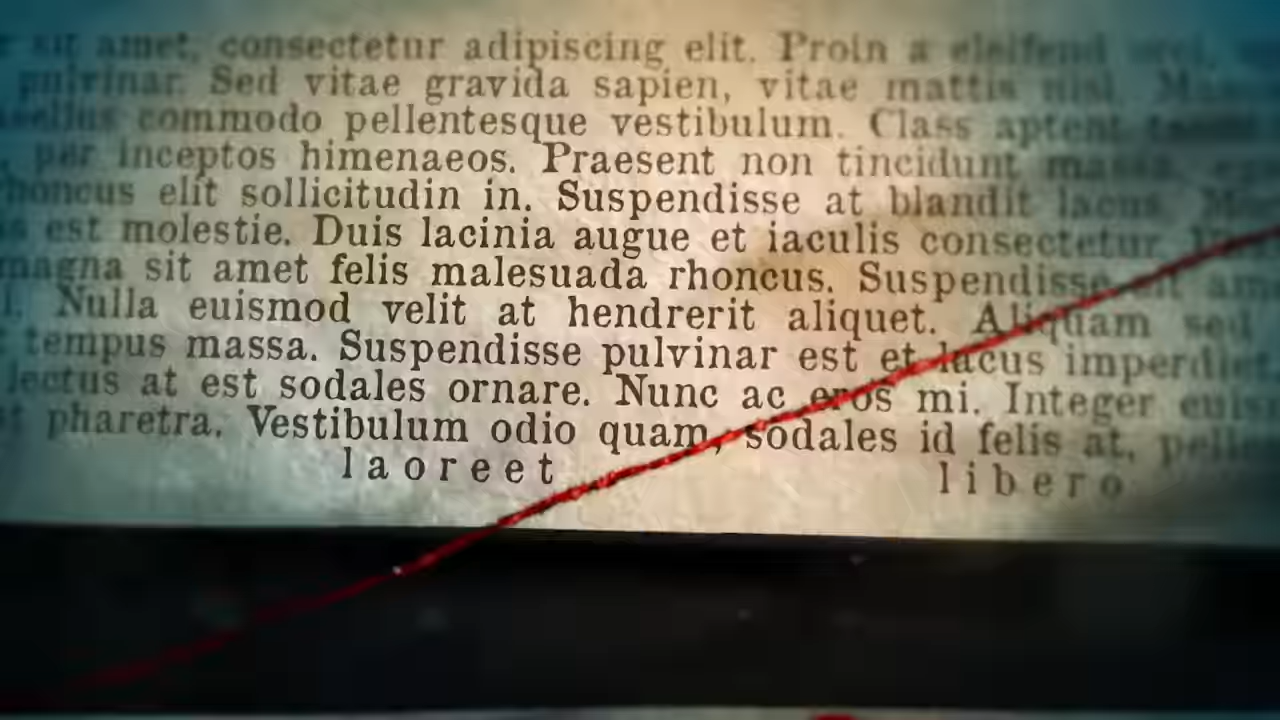 sit amet, consectetur adipiscing elit. Proin a eleifend orci,
pulvinar. Sed vitae gravida sapien, vitae mattis nisl.
commodo pellentesque vestibulum. Class aptent
per inceptos himenaeos. Praesent non tincidunt massa,
rhoncus elit sollicitudin in. Suspendisse at blandit lacus.
est molestie. Duis lacinia augue et iaculis consectetur.
magna sit amet felis malesuada rhoncus. Suspendisse
Nulla euismod velit at hendrerit aliquet. Aliquam sed
tempus massa. Suspendisse pulvinar est et lacus imperdiet.
lectus at est sodales ornare. Nunc ac eros mi. Integer
pharetra. Vestibulum odio quam, sodales id felis at,
laoreet libero